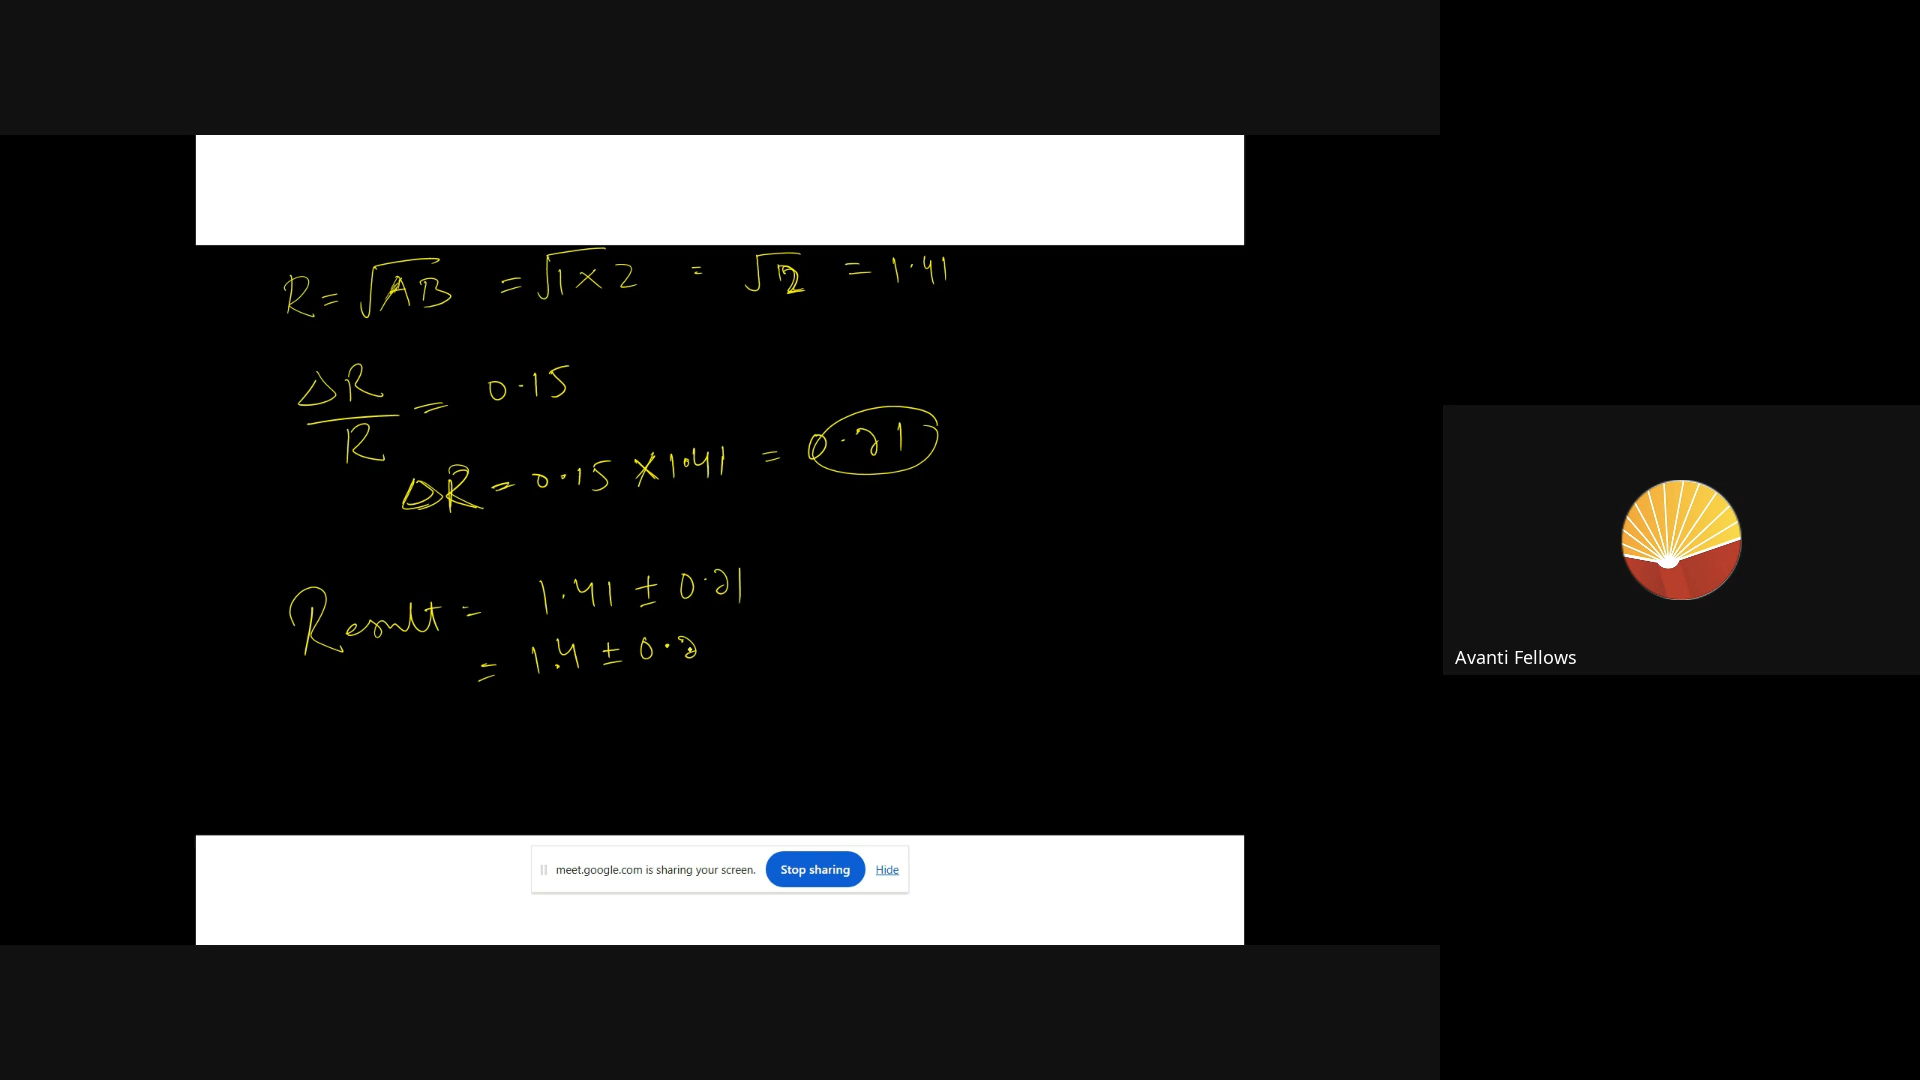 R = √AB = √1×2 = √2 = 1.41
ΔR/R = 0.15
ΔR = 0.15 × 1.41 = 0.21
Result = 1.41 ± 0.21
= 1.4 ± 0.2
meet.google.com is sharing your screen. Stop sharing Hide
Avanti Fellows